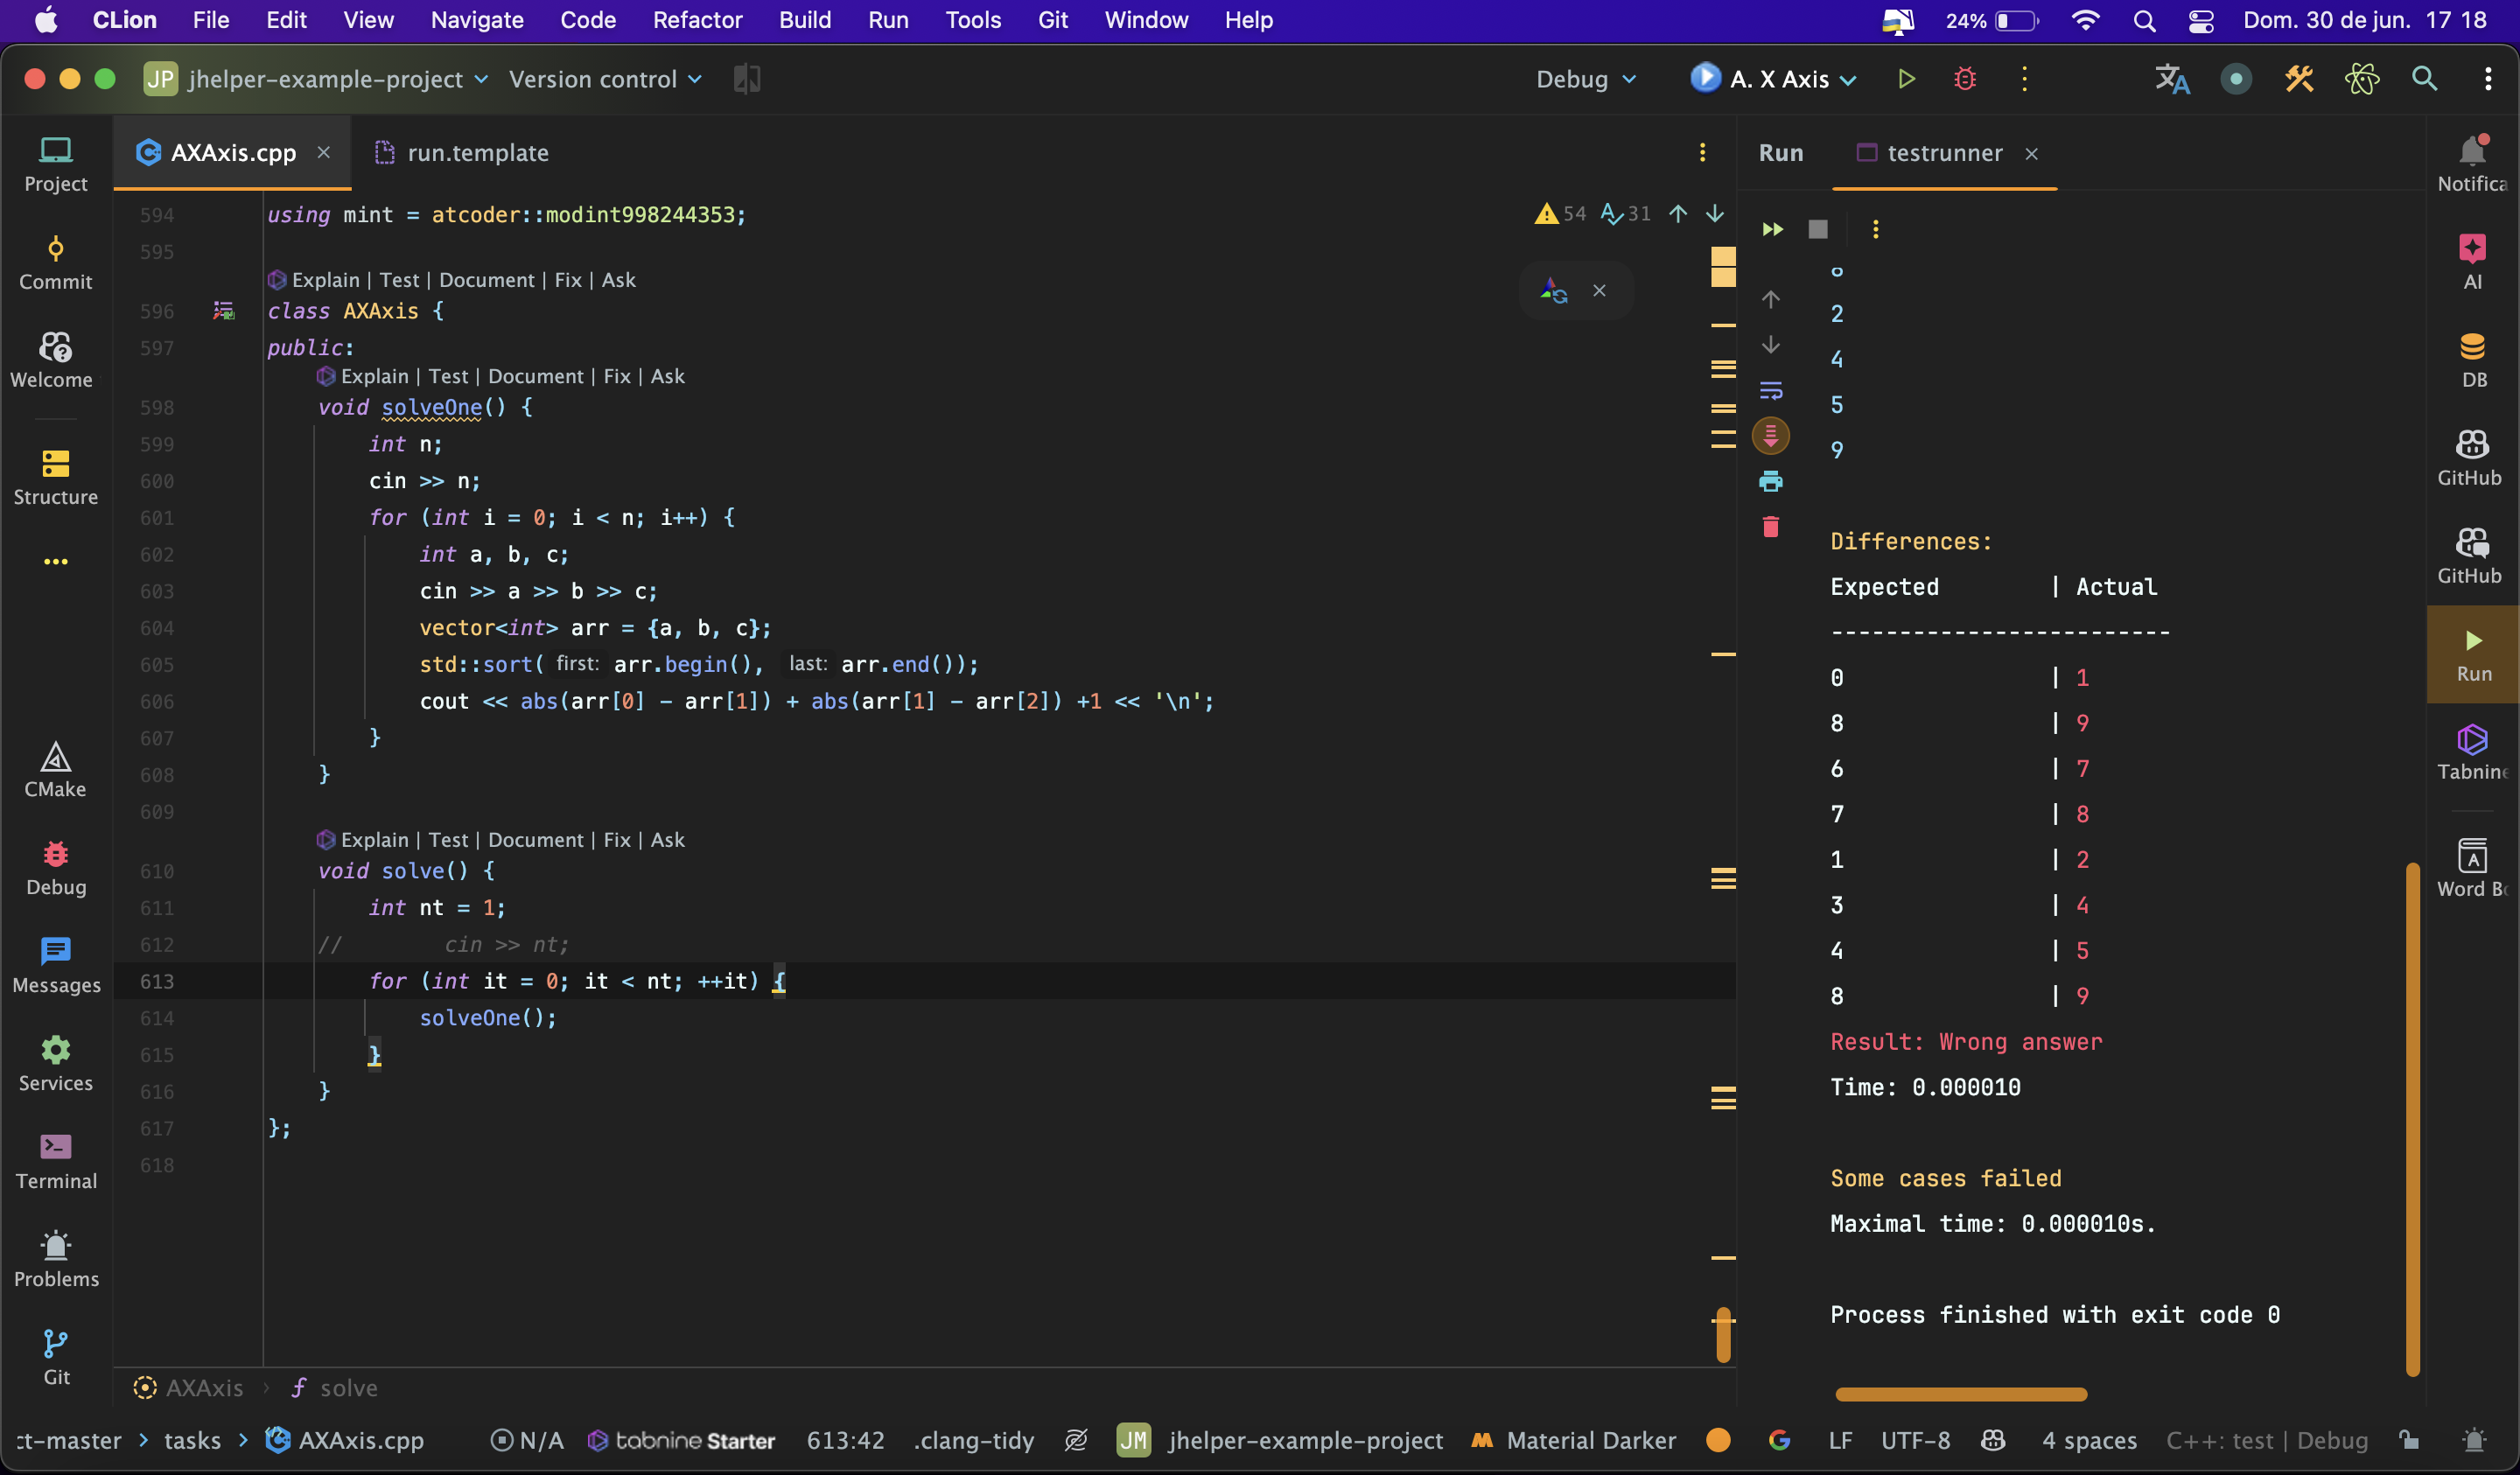 CLion File Edit View Navigate Code Refactor Build Run Tools Git Window Help 24% Dom. 30 de jun. 17 18
JP jhelper-example-project Version control Debug A. X Axis
AXAxis.cpp run.template
Project
Commit
Welcome
Structure
CMake
Debug
Messages
Services
Terminal
Problems
Git
54 31
594 using mint = atcoder::modint998244353;
595
Explain | Test | Document | Fix | Ask
596 class AXAxis {
597 public:
Explain | Test | Document | Fix | Ask
598 void solveOne() {
599 int n;
600 cin >> n;
601 for (int i = 0; i < n; i++) {
602 int a, b, c;
603 cin >> a >> b >> c;
604 vector<int> arr = {a, b, c};
605 std::sort( first: arr.begin(), last: arr.end());
606 cout << abs(arr[0] - arr[1]) + abs(arr[1] - arr[2]) +1 << '\n';
607 }
608 }
609
Explain | Test | Document | Fix | Ask
610 void solve() {
611 int nt = 1;
612 // cin >> nt;
613 for (int it = 0; it < nt; ++it) {
614 solveOne();
615 }
616 }
617 };
618
AXAxis > f solve
Run testrunner
2
4
5
9
Differences:
Expected | Actual
-------------------------
0 | 1
8 | 9
6 | 7
7 | 8
1 | 2
3 | 4
4 | 5
8 | 9
Result: Wrong answer
Time: 0.000010
Some cases failed
Maximal time: 0.000010s.
Process finished with exit code 0
Notifica
AI
DB
GitHub
GitHub
Run
Tabnine
Word B
ct-master > tasks > AXAxis.cpp N/A tabnine Starter 613:42 .clang-tidy JM jhelper-example-project Material Darker LF UTF-8 4 spaces C++: test | Debug